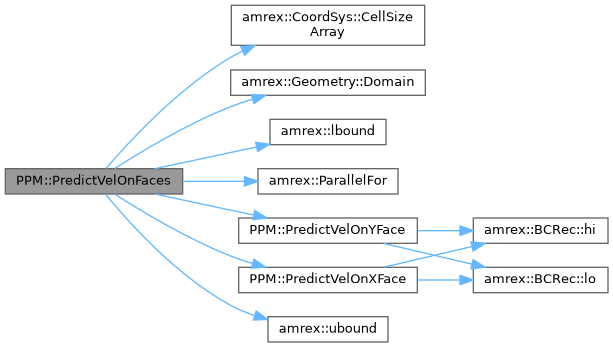 amrex::CoordSys::CellSize
Array
amrex::Geometry::Domain
amrex::lbound
PPM::PredictVelOnFaces
amrex::ParallelFor
PPM::PredictVelOnYFace
amrex::BCRec::hi
PPM::PredictVelOnXFace
amrex::BCRec::lo
amrex::ubound